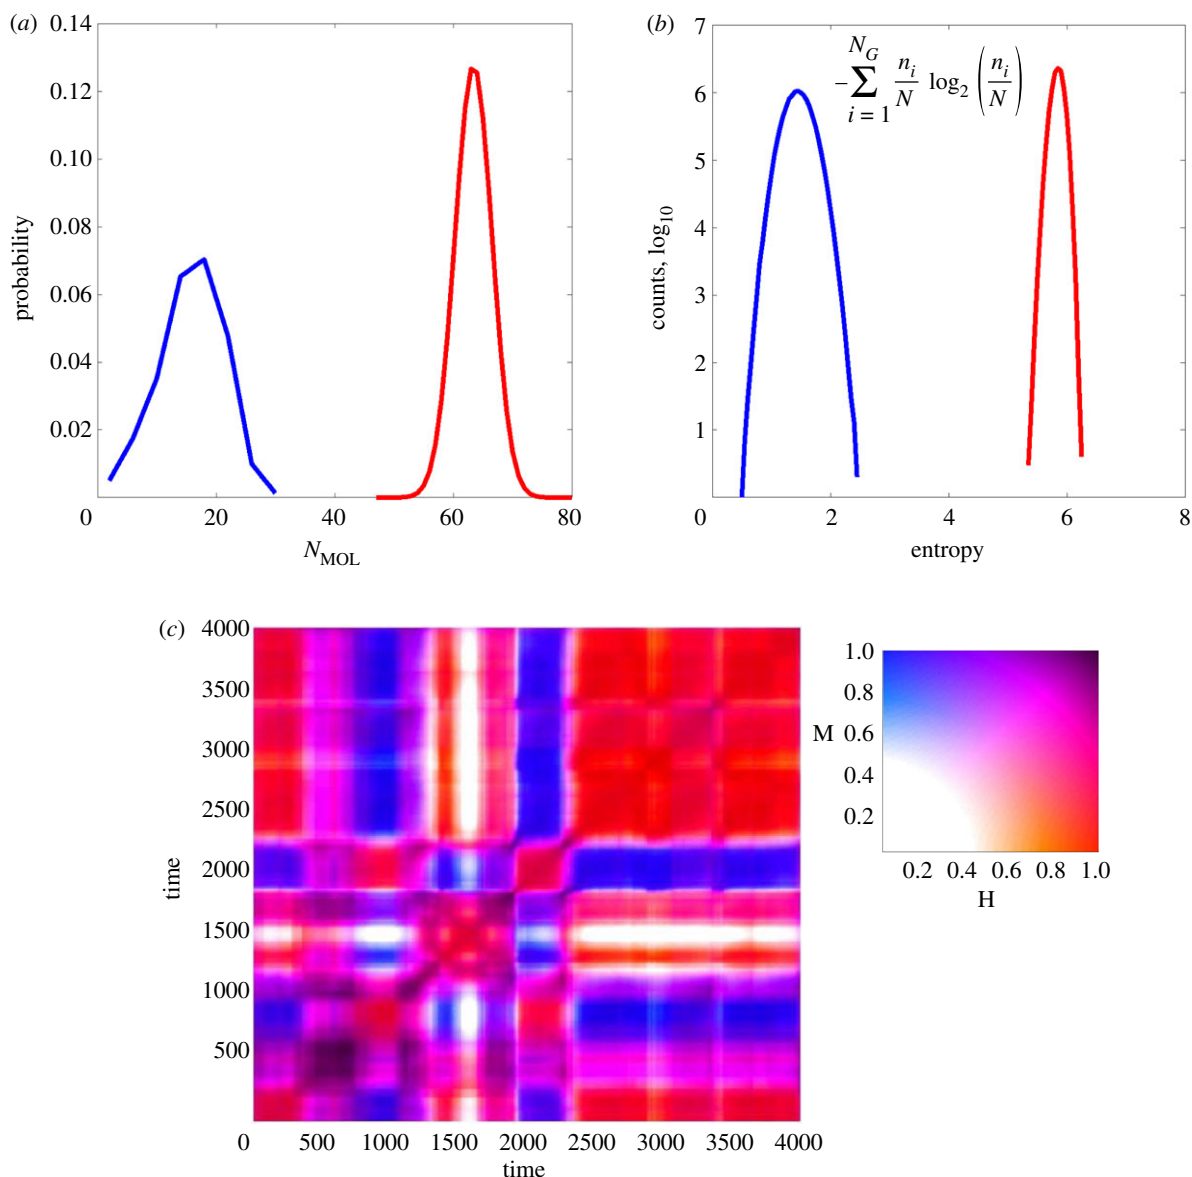 (a)
0.14
0.12
0.10
0.08
0.06
0.04
0.02
probability
0 20 40 60 80
N_MOL
(b)
7
6
5
4
3
2
1
counts, log₁₀
−∑_{i = 1}^{N_G} n_i/N log₂ (n_i/N)
0 2 4 6 8
entropy
(c)
4000
3500
3000
2500
2000
1500
1000
500
time
0 500 1000 1500 2000 2500 3000 3500 4000
time
1.0
0.8
M 0.6
0.4
0.2
0.2 0.4 0.6 0.8 1.0
H